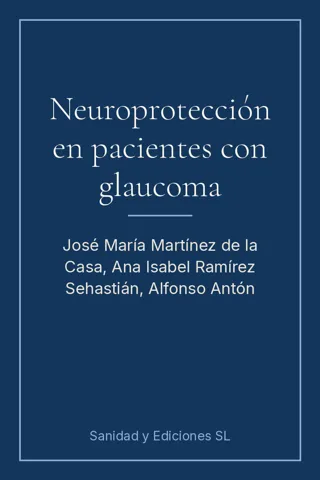 Neuroprotección
en pacientes con
glaucoma
José María Martínez de la
Casa, Ana Isabel Ramírez
Sehastián, Alfonso Antón
Sanidad y Ediciones SL